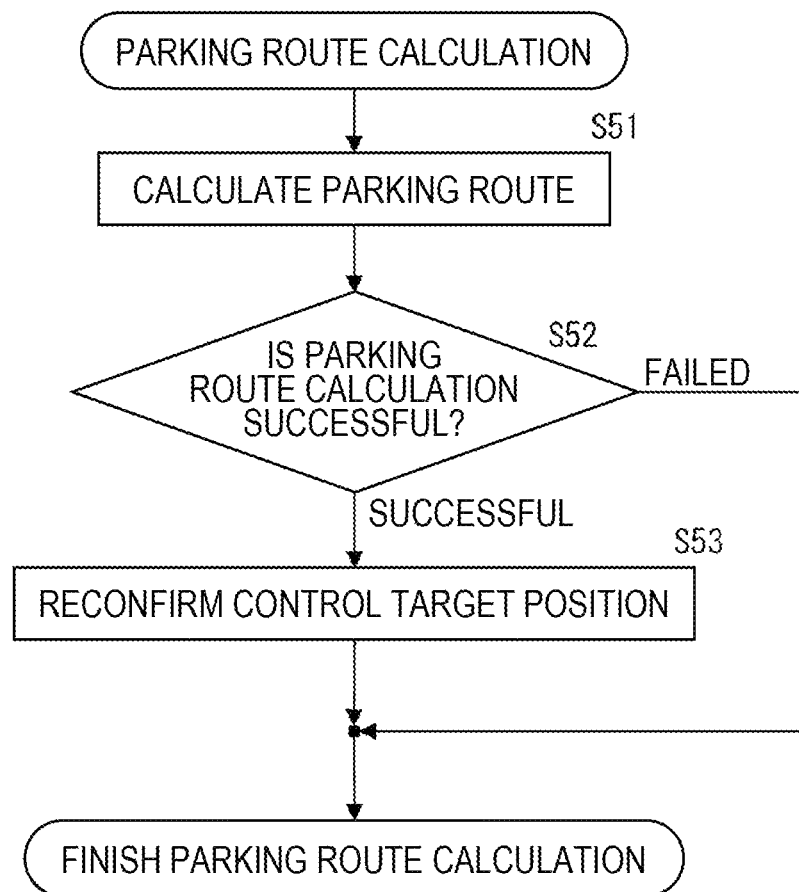 PARKING ROUTE CALCULATION
S51
CALCULATE PARKING ROUTE
S52
IS PARKING
ROUTE CALCULATION
SUCCESSFUL?
FAILED
SUCCESSFUL
S53
RECONFIRM CONTROL TARGET POSITION
FINISH PARKING ROUTE CALCULATION